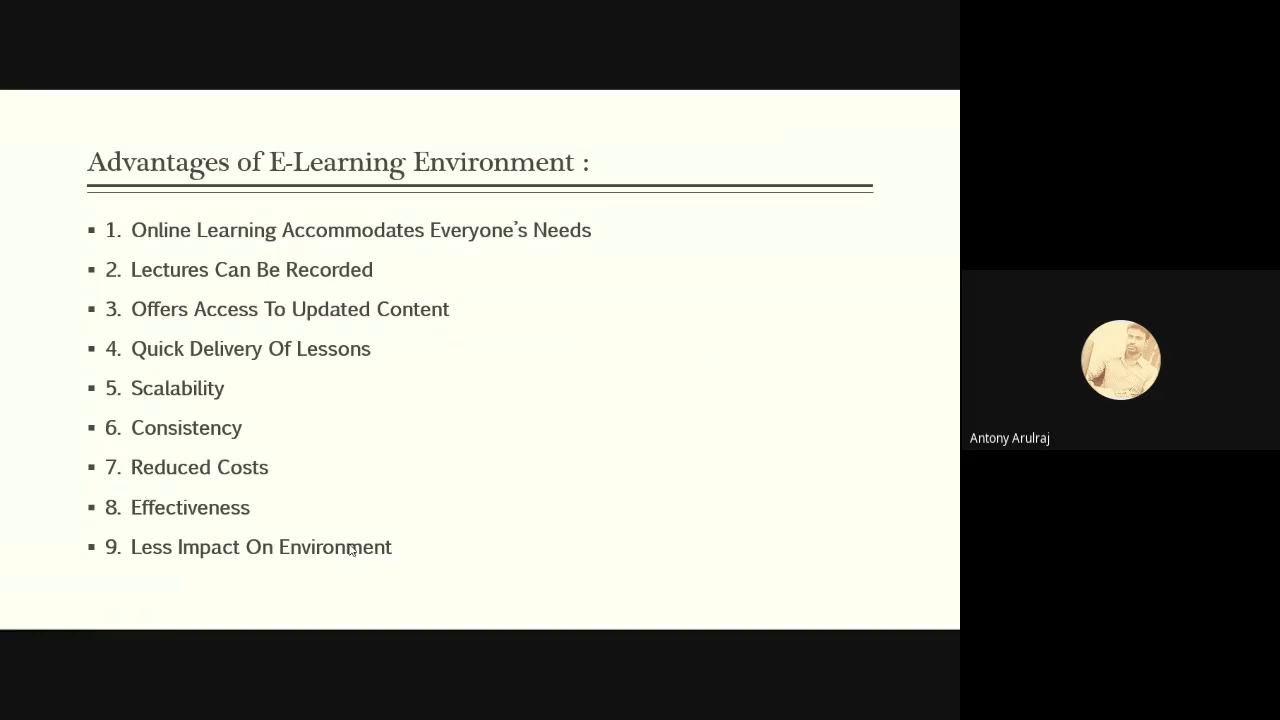 Advantages of E-Learning Environment :
▪ 1. Online Learning Accommodates Everyone’s Needs
▪ 2. Lectures Can Be Recorded
▪ 3. Offers Access To Updated Content
▪ 4. Quick Delivery Of Lessons
▪ 5. Scalability
▪ 6. Consistency
▪ 7. Reduced Costs
▪ 8. Effectiveness
▪ 9. Less Impact On Environment
Antony Arulraj